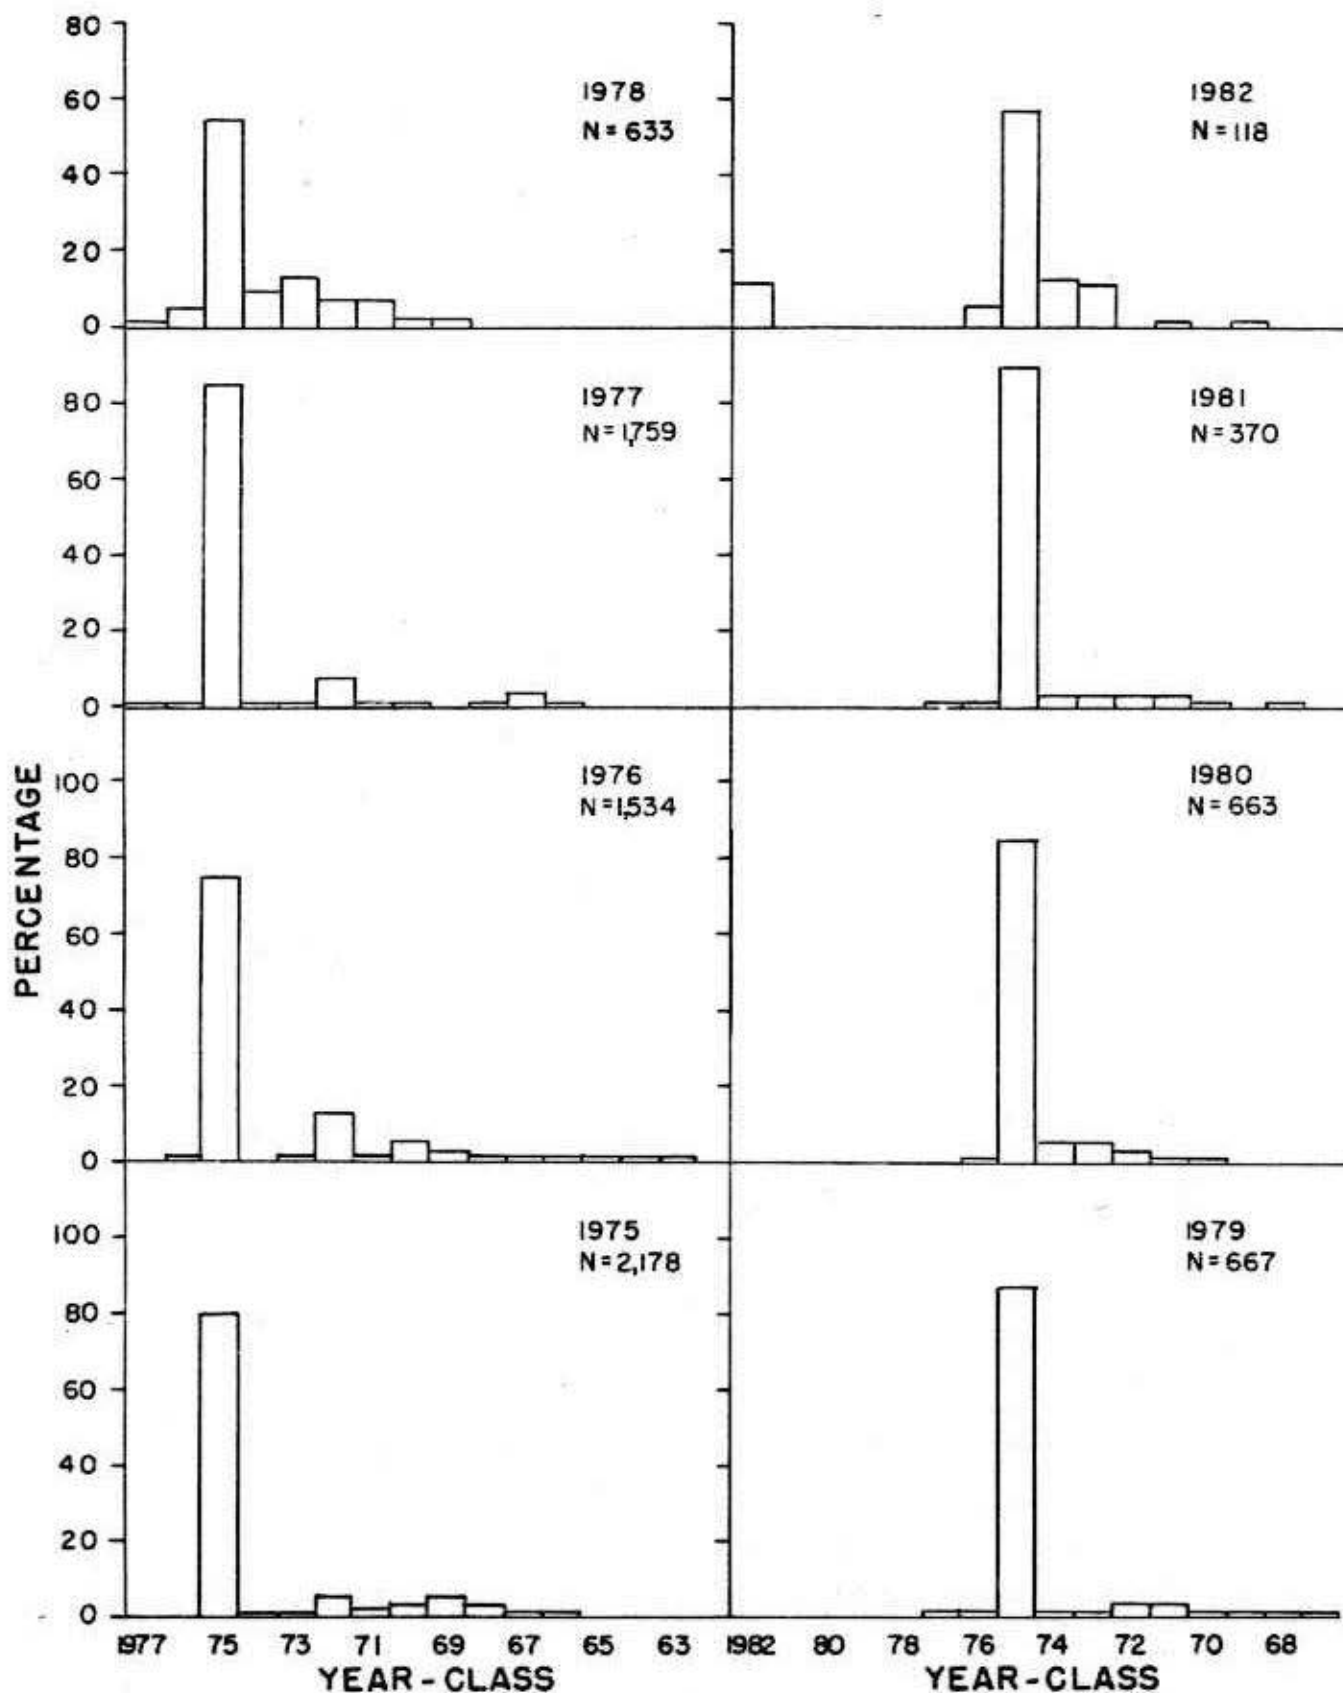 80
60
40
20
0
1978
N = 633
1982
N = 118
80
60
40
20
0
1977
N = 1,759
1981
N = 370
PERCENTAGE
100
80
60
40
20
0
1976
N = 1,534
1980
N = 663
100
80
60
40
20
0
1975
N = 2,178
1979
N = 667
1977 75 73 71 69 67 65 63
YEAR-CLASS
1982 80 78 76 74 72 70 68
YEAR-CLASS